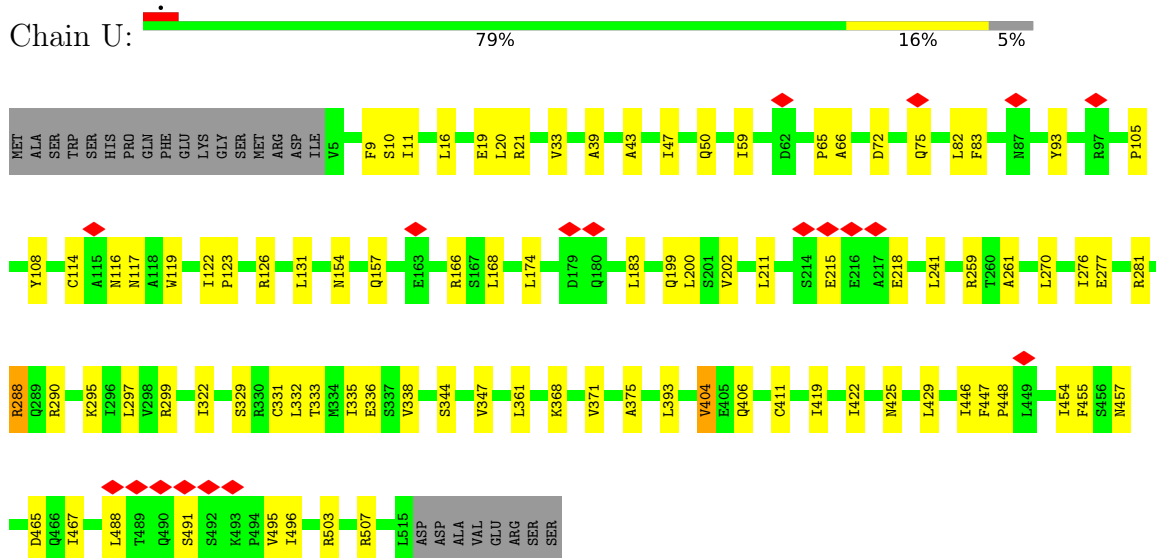 Chain U:
79% 16% 5%
MET ALA SER TRP SER HIS PRO GLN PHE GLU LYS GLY SER MET ARG ASP ILE V5 F9 S10 I11 L16 E19 L20 R21 V33 A39 A43 I47 Q50 I59 D62 P65 A66 D72 Q75 L82 F83 N87 Y93 R97 P105
Y108 C114 A115 N116 N117 A118 W119 I122 P123 R126 L131 N154 Q157 E163 R166 S167 L168 L174 D179 Q180 L183 Q199 L200 S201 V202 L211 S214 E215 E216 A217 E218 L241 R259 T260 A261 L270 I276 E277 R281
R288 Q289 R290 K295 I296 L297 V298 R299 I322 S329 R330 C331 L332 T333 M334 I335 E336 S337 V338 S344 V347 L361 K368 V371 A375 L393 V404 E405 Q406 C411 I419 I422 N425 L429 I446 F447 P448 L449 I454 F455 S456 N457
D465 Q466 I467 L488 T489 Q490 S491 S492 K493 P494 V495 I496 R503 R507 L515 ASP ASP ALA VAL GLU ARG SER SER